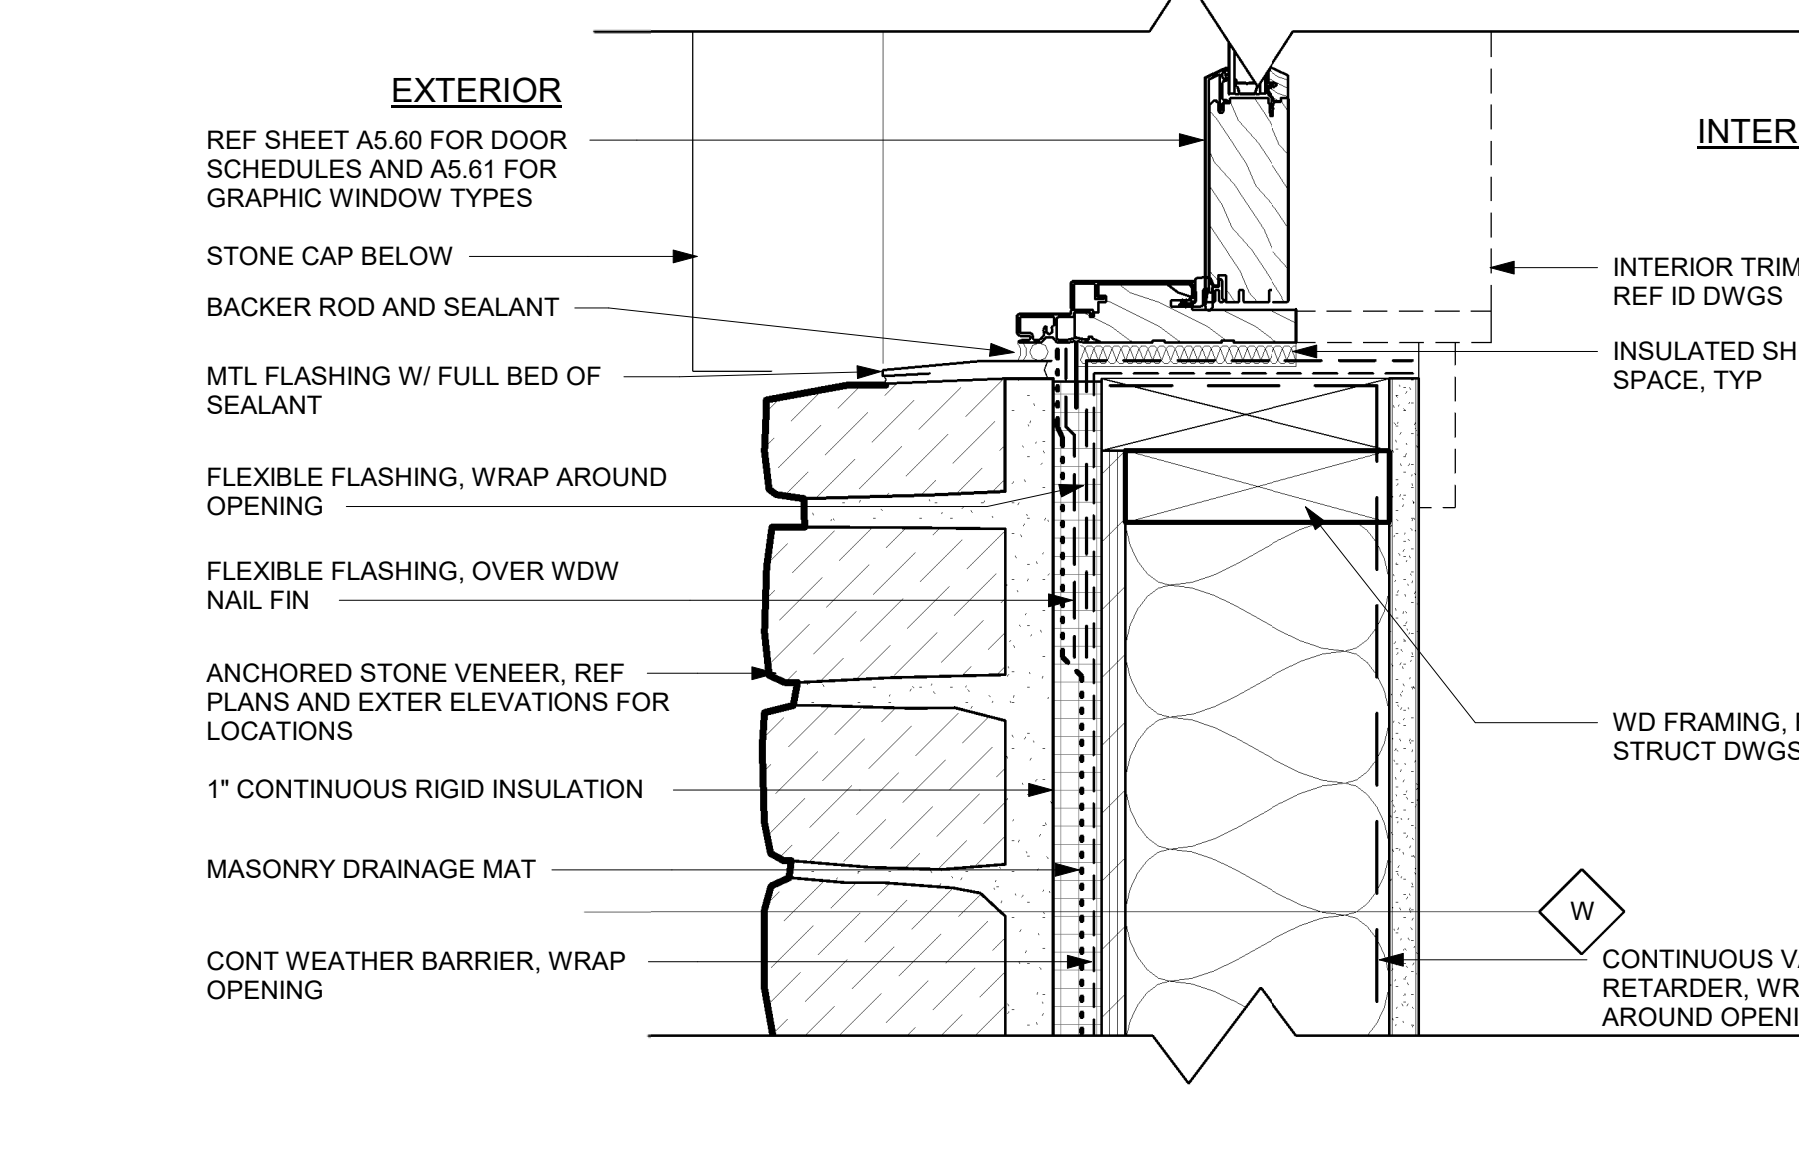 EXTERIOR
REF SHEET A5.60 FOR DOOR
SCHEDULES AND A5.61 FOR
GRAPHIC WINDOW TYPES
STONE CAP BELOW
BACKER ROD AND SEALANT
MTL FLASHING W/ FULL BED OF
SEALANT
FLEXIBLE FLASHING, WRAP AROUND
OPENING
FLEXIBLE FLASHING, OVER WDW
NAIL FIN
ANCHORED STONE VENEER, REF
PLANS AND EXTER ELEVATIONS FOR
LOCATIONS
1" CONTINUOUS RIGID INSULATION
MASONRY DRAINAGE MAT
CONT WEATHER BARRIER, WRAP
OPENING
INTER
INTERIOR TRIM
REF ID DWGS
INSULATED SH
SPACE, TYP
WD FRAMING,
STRUCT DWGS
W
CONTINUOUS VA
RETARDER, WR
AROUND OPENI